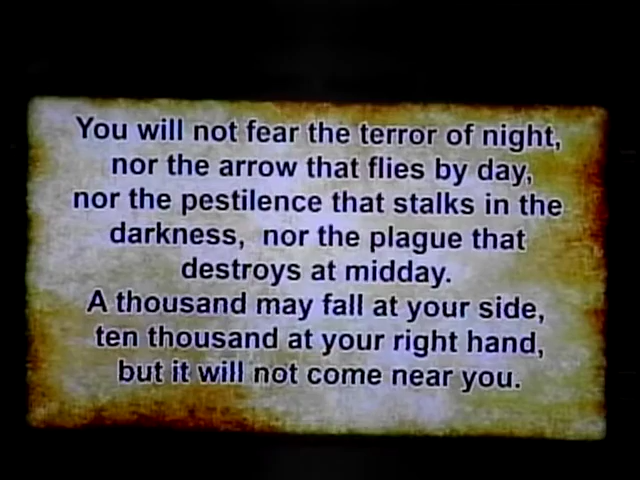 You will not fear the terror of night,
nor the arrow that flies by day,
nor the pestilence that stalks in the
darkness, nor the plague that
destroys at midday.
A thousand may fall at your side,
ten thousand at your right hand,
but it will not come near you.